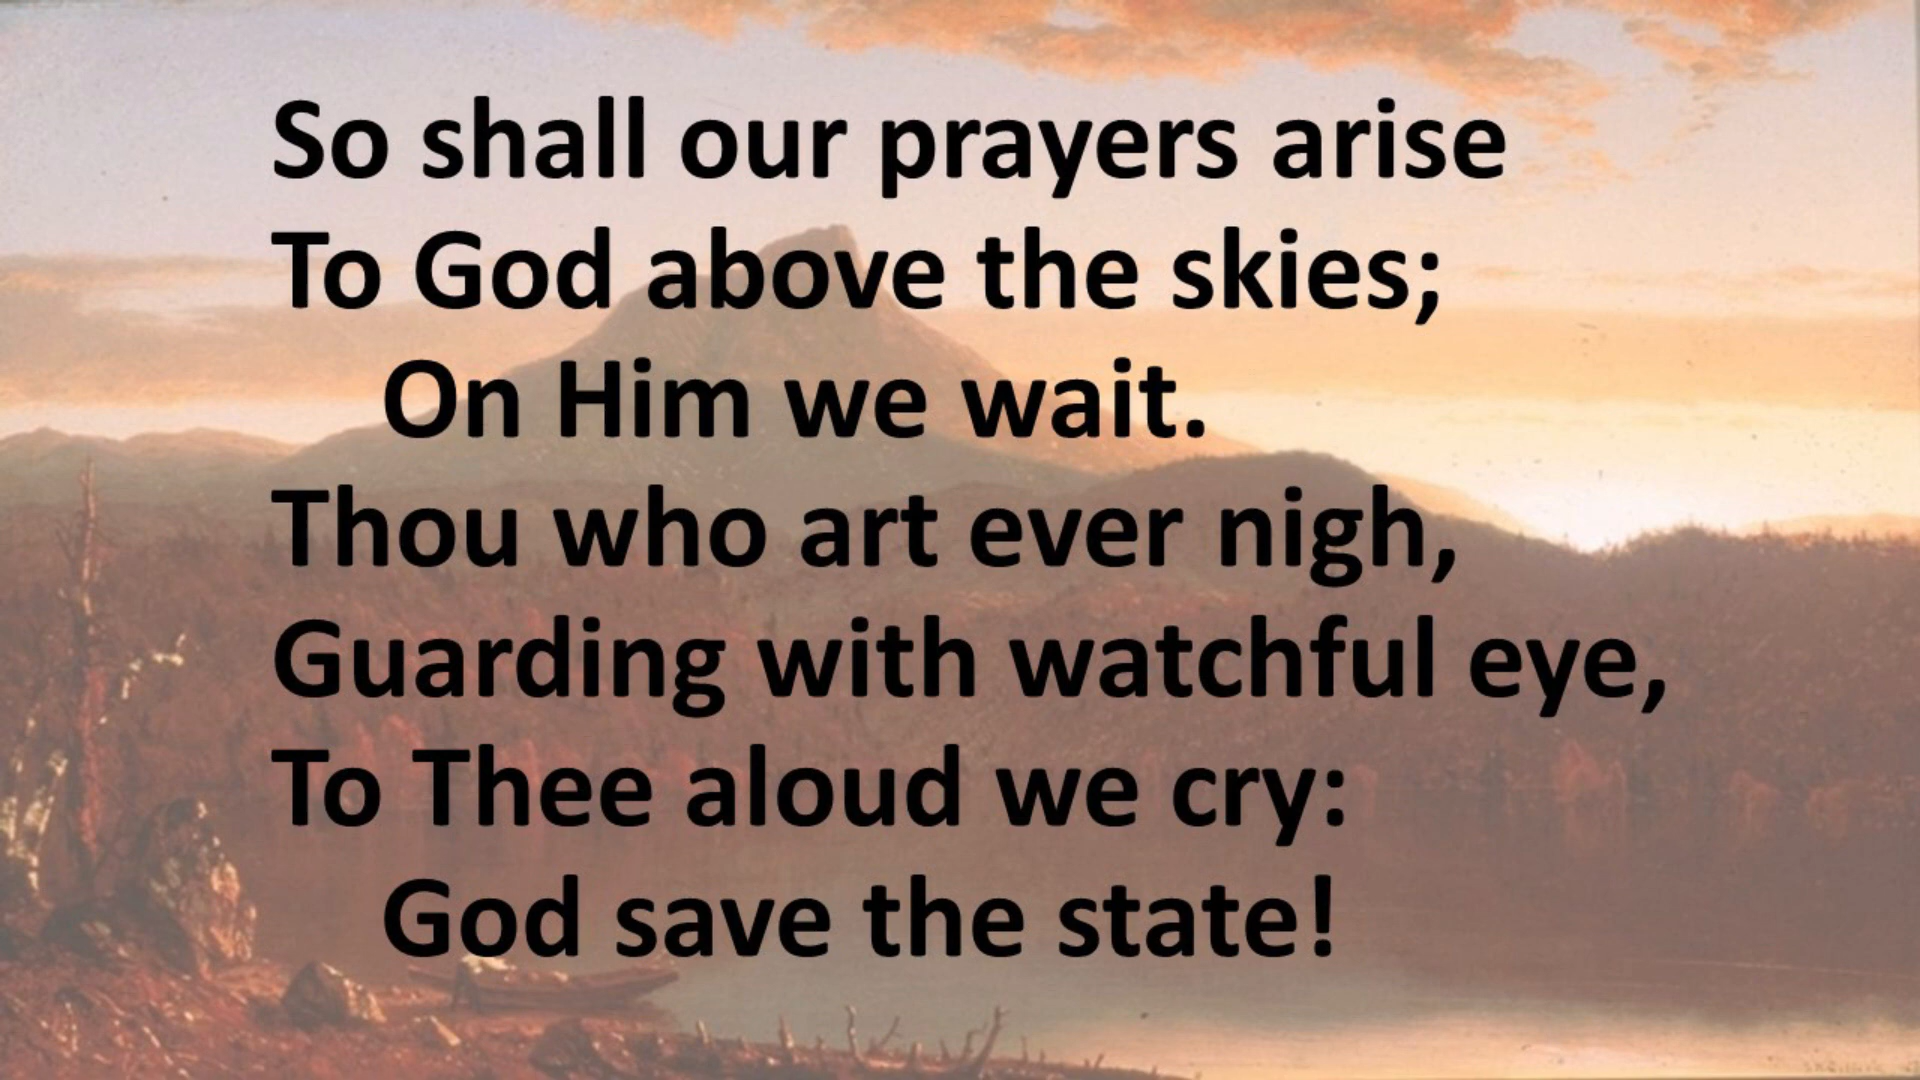 So shall our prayers arise
To God above the skies;
On Him we wait.
Thou who art ever nigh,
Guarding with watchful eye,
To Thee aloud we cry:
God save the state!